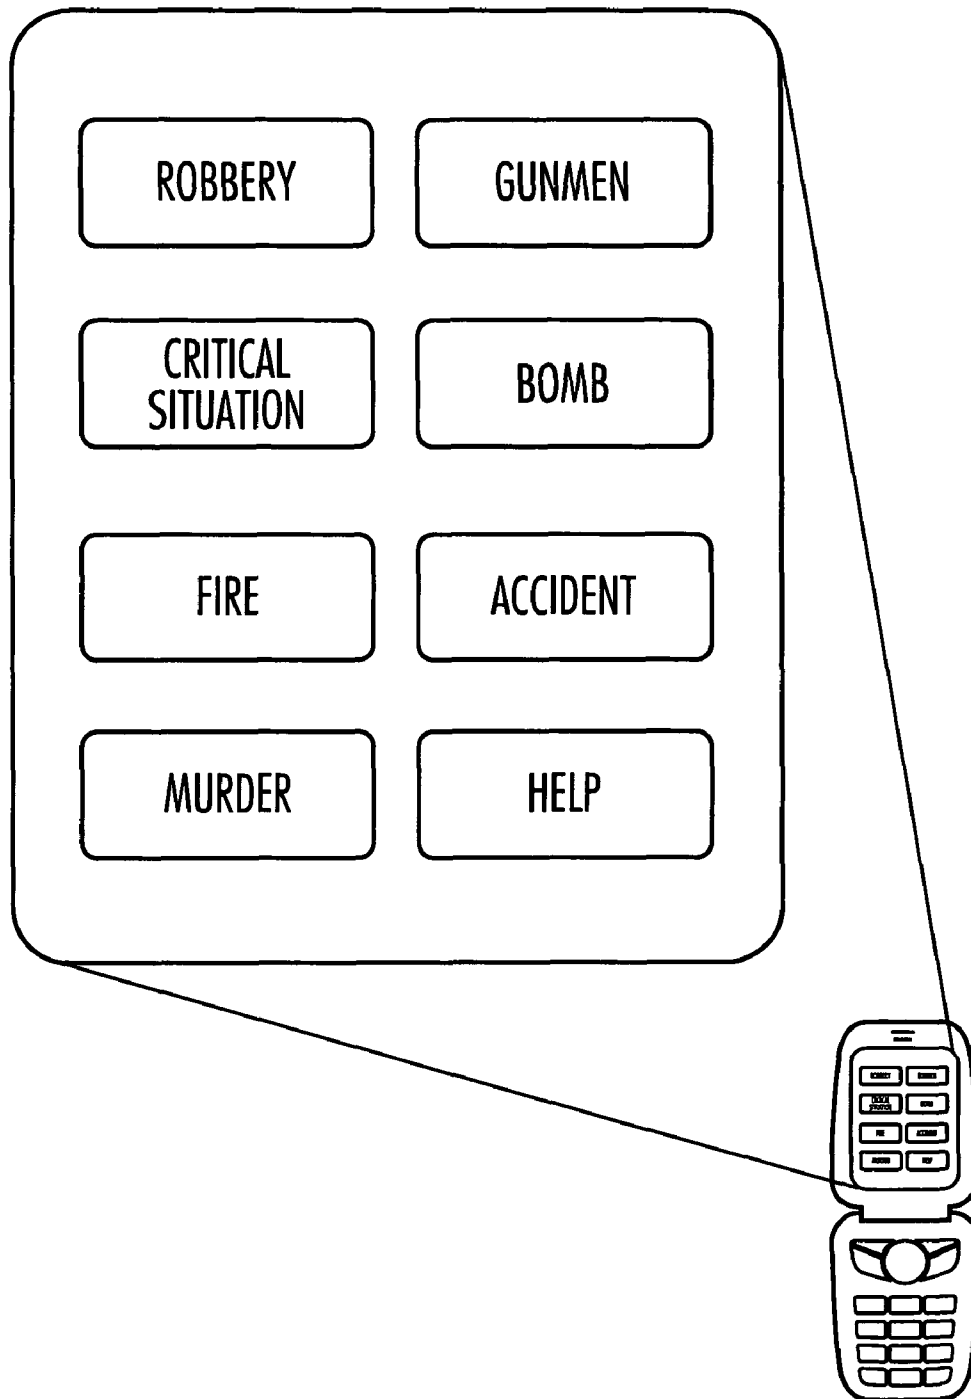 ROBBERY
GUNMEN
CRITICAL
SITUATION
BOMB
FIRE
ACCIDENT
MURDER
HELP